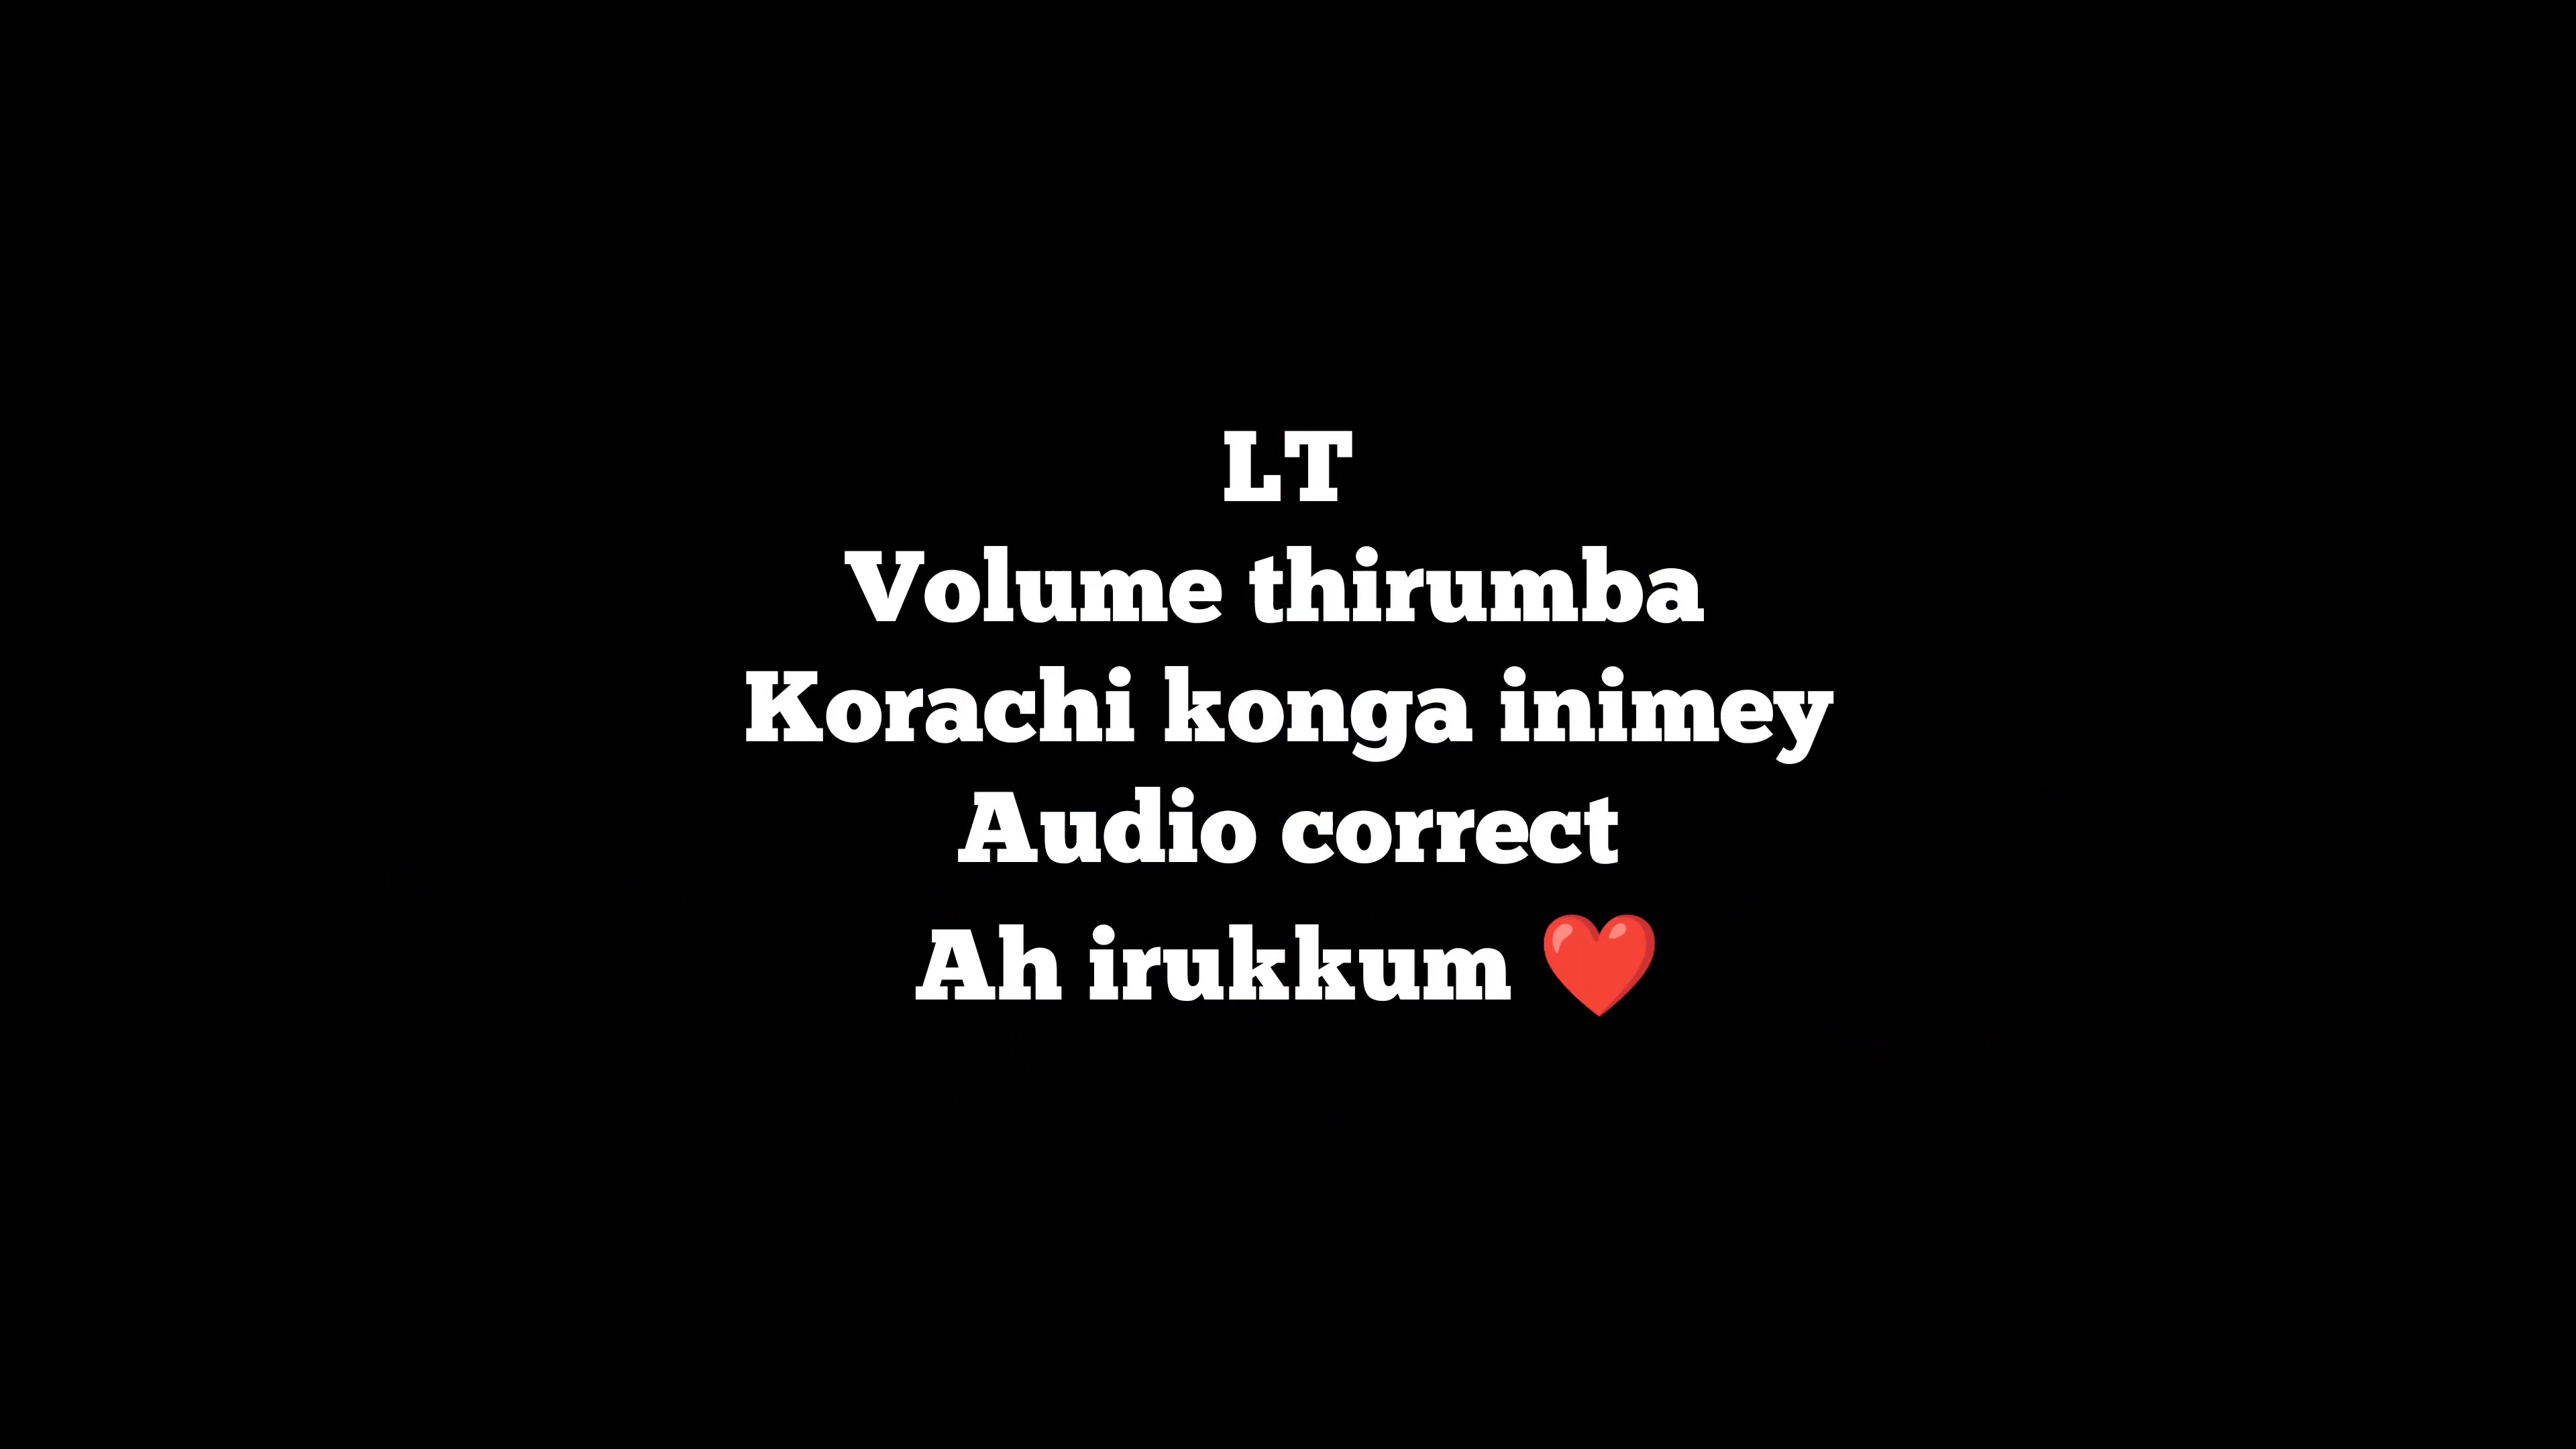 LT
Volume thirumba
Korachi konga inimey
Audio correct
Ah irukkum ❤️